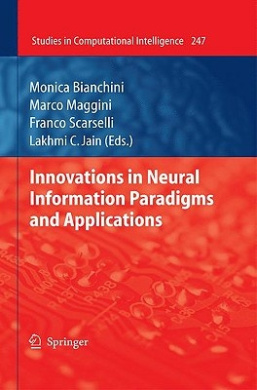 Studies in Computational Intelligence 247
Monica Bianchini
Marco Maggini
Franco Scarselli
Lakhmi C. Jain (Eds.)
Innovations in Neural
Information Paradigms
and Applications
Springer